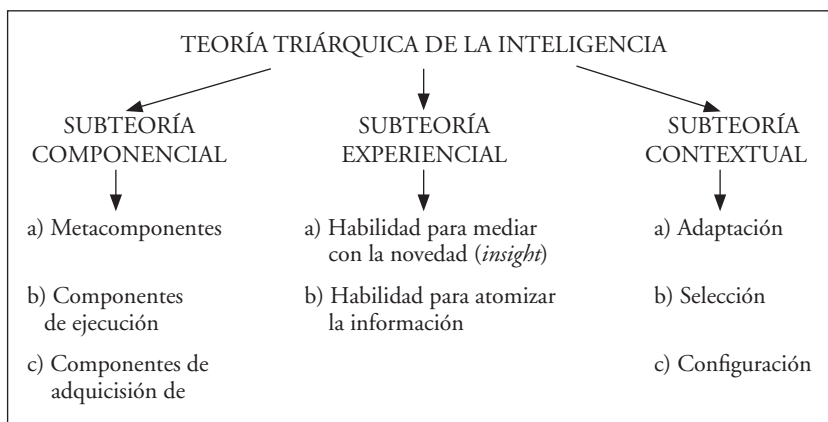 TEORÍA TRIÁRQUICA DE LA INTELIGENCIA
SUBTEORÍA
COMPONENCIAL
a) Metacomponentes
b) Componentes
de ejecución
c) Componentes de
adquicisión de
SUBTEORÍA
EXPERIENCIAL
a) Habilidad para mediar
con la novedad (insight)
b) Habilidad para atomizar
la información
SUBTEORÍA
CONTEXTUAL
a) Adaptación
b) Selección
c) Configuración